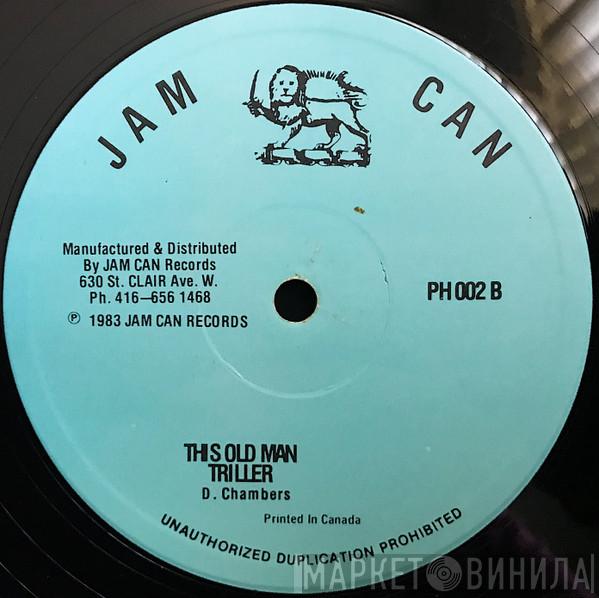 JAM CAN
Manufactured & Distributed
By JAM CAN Records
630 St. CLAIR Ave. W.
Ph. 416—656 1468
℗ 1983 JAM CAN RECORDS
PH 002 B
THIS OLD MAN
TRILLER
D. Chambers
Printed In Canada
UNAUTHORIZED DUPLICATION PROHIBITED
МАРКЕТ ВИНИЛА